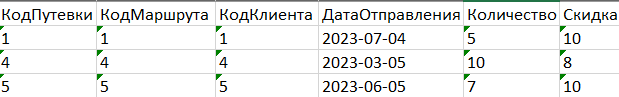 КодПутевки КодМаршрута КодКлиента ДатаОтправления Количество Скидка
1 1 1 2023-07-04 5 10
4 4 4 2023-03-05 10 8
5 5 5 2023-06-05 7 10